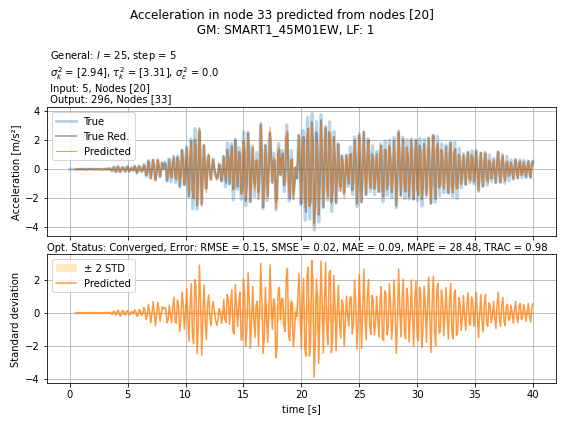 Acceleration in node 33 predicted from nodes [20]
GM: SMART1_45M01EW, LF: 1
General: l = 25, step = 5
σ²ₖ = [2.94], τ²ₖ = [3.31], σ²ₑ = 0.0
Input: 5, Nodes [20]
Output: 296, Nodes [33]
4
2
0
−2
−4
Acceleration [m/s²]
True
True Red.
Predicted
Opt. Status: Converged, Error: RMSE = 0.15, SMSE = 0.02, MAE = 0.09, MAPE = 28.48, TRAC = 0.98
2
0
−2
−4
Standard deviation
± 2 STD
Predicted
0 5 10 15 20 25 30 35 40
time [s]